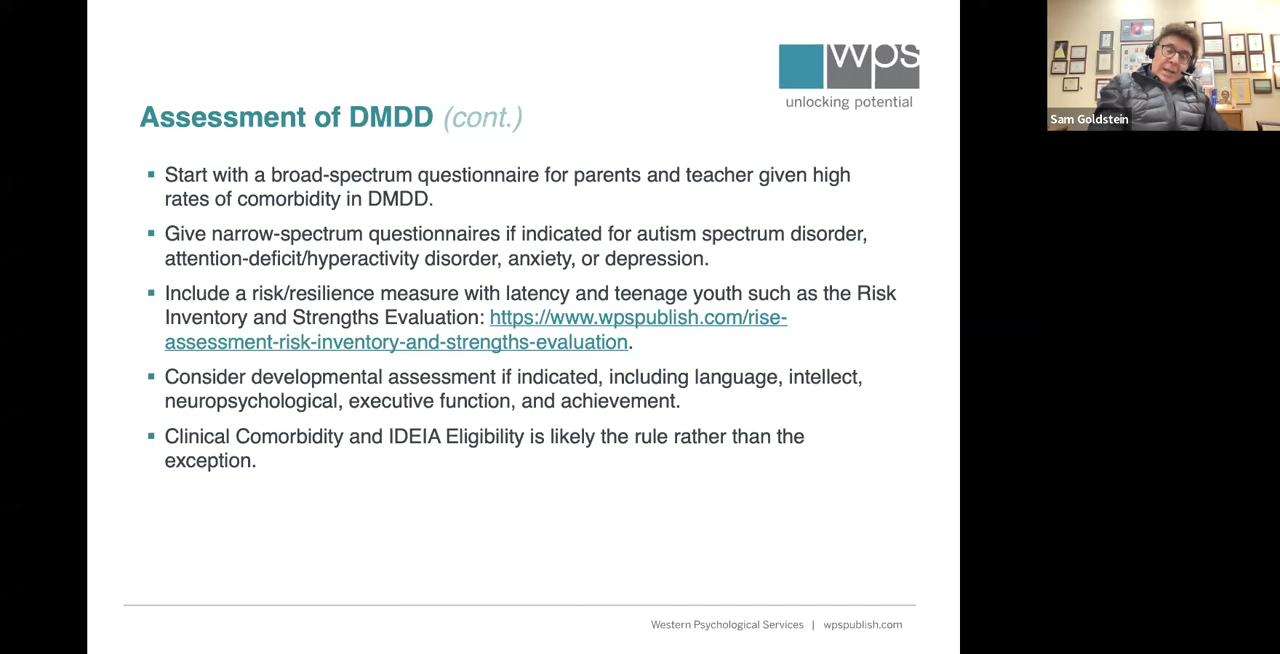 wps
unlocking potential
Sam Goldstein
Assessment of DMDD (cont.)
▪ Start with a broad-spectrum questionnaire for parents and teacher given high
rates of comorbidity in DMDD.
▪ Give narrow-spectrum questionnaires if indicated for autism spectrum disorder,
attention-deficit/hyperactivity disorder, anxiety, or depression.
▪ Include a risk/resilience measure with latency and teenage youth such as the Risk
Inventory and Strengths Evaluation: https://www.wpspublish.com/rise-
assessment-risk-inventory-and-strengths-evaluation.
▪ Consider developmental assessment if indicated, including language, intellect,
neuropsychological, executive function, and achievement.
▪ Clinical Comorbidity and IDEIA Eligibility is likely the rule rather than the
exception.
Western Psychological Services | wpspublish.com